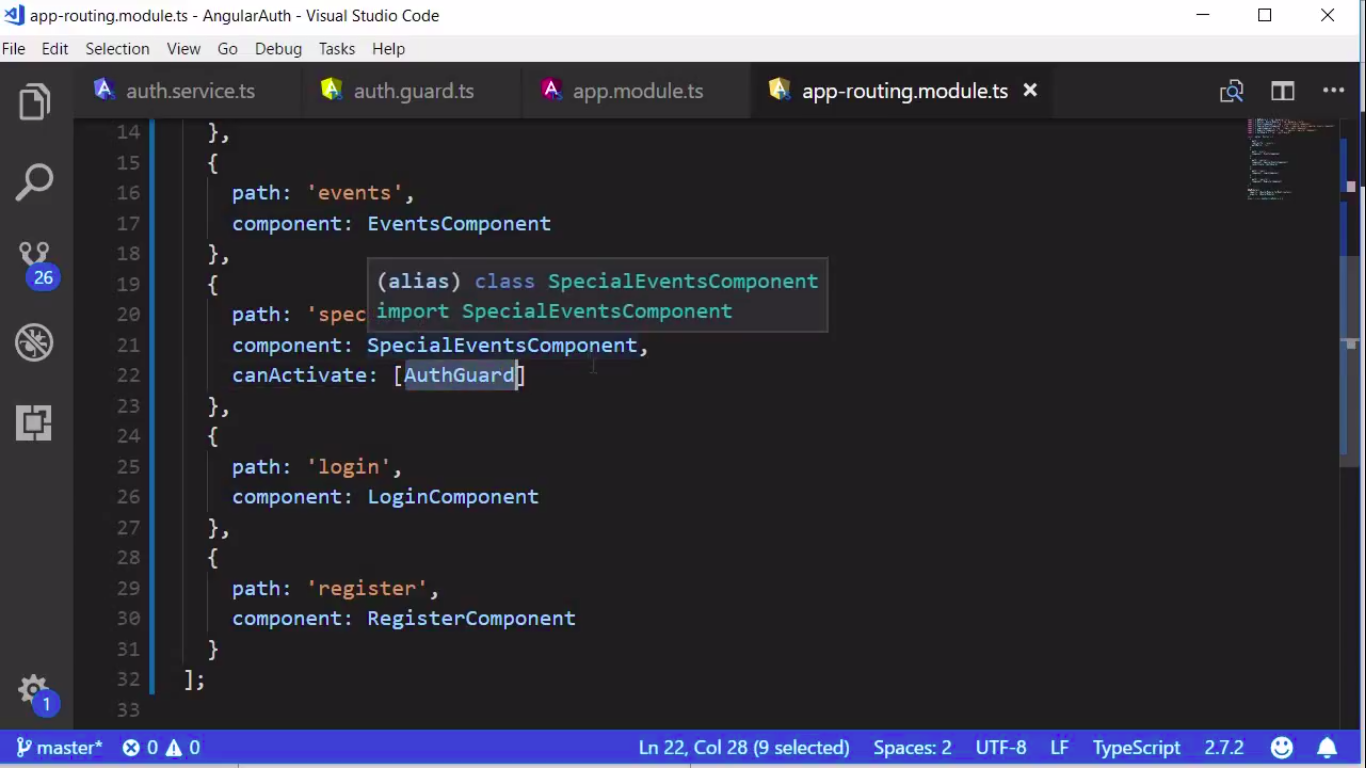 app-routing.module.ts - AngularAuth - Visual Studio Code
File Edit Selection View Go Debug Tasks Help
auth.service.ts auth.guard.ts app.module.ts app-routing.module.ts
14 },
15 {
16 path: 'events',
17 component: EventsComponent
18 },
(alias) class SpecialEventsComponent
import SpecialEventsComponent
19 {
20 path: 'spec
21 component: SpecialEventsComponent,
22 canActivate: [AuthGuard]
23 },
24 {
25 path: 'login',
26 component: LoginComponent
27 },
28 {
29 path: 'register',
30 component: RegisterComponent
31 }
32 ];
33
26
1
master* 0 0 Ln 22, Col 28 (9 selected) Spaces: 2 UTF-8 LF TypeScript 2.7.2